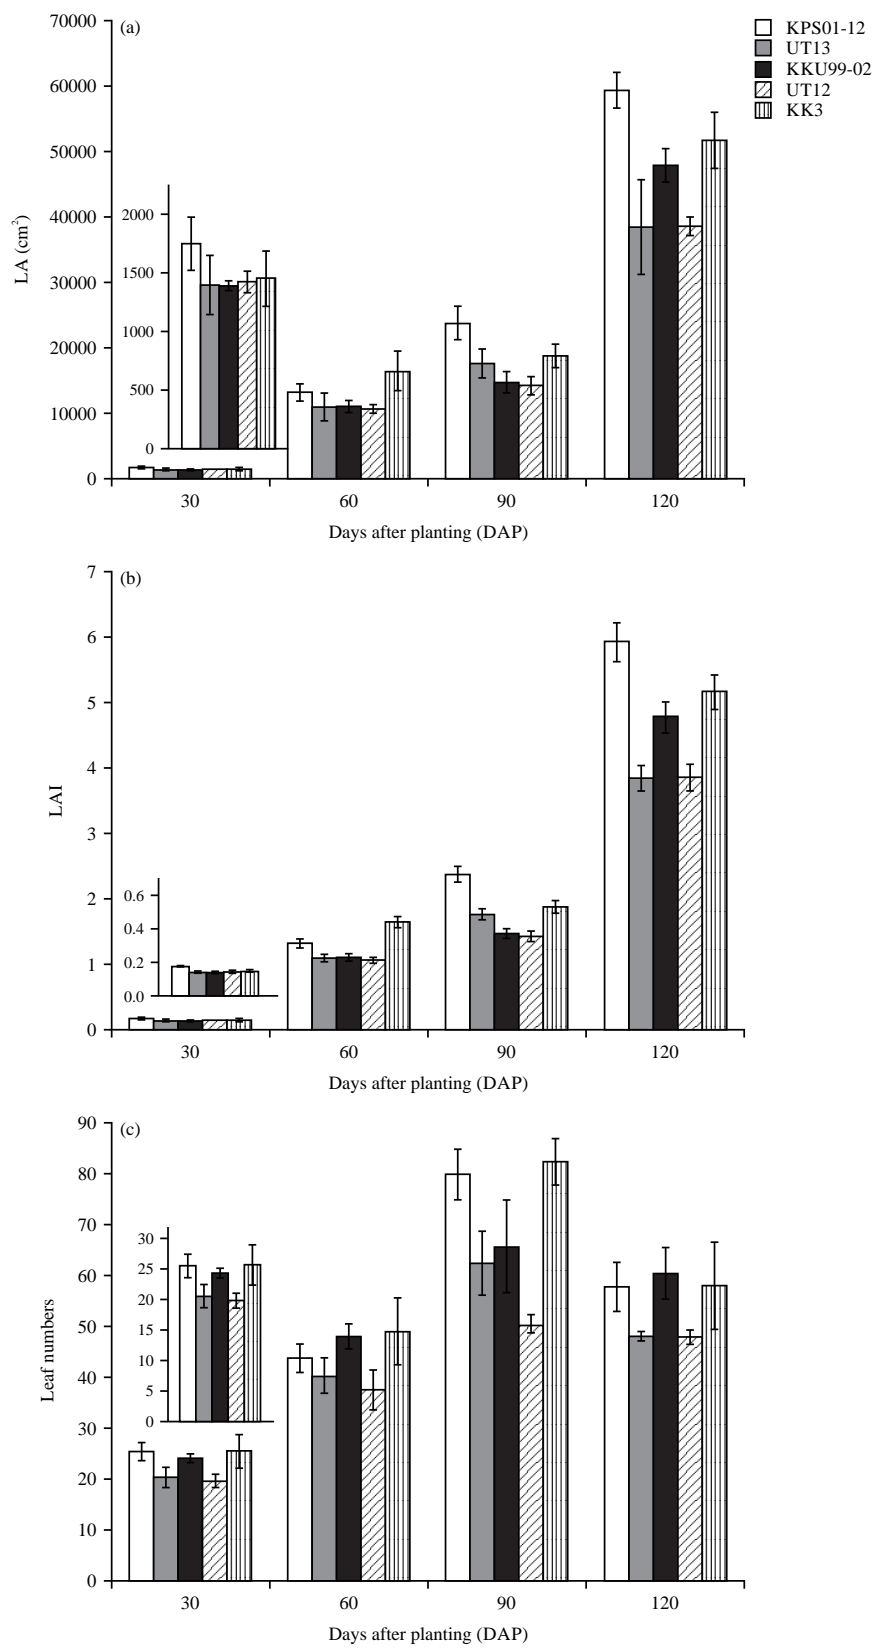 (a)
KPS01-12
UT13
KKU99-02
UT12
KK3
70000
60000
50000
40000
30000
20000
10000
0
LA (cm²)
2000
1500
1000
500
0
30 60 90 120
Days after planting (DAP)
(b)
7
6
5
4
3
2
1
0
LAI
0.6
0.4
0.2
0.0
30 60 90 120
Days after planting (DAP)
(c)
90
80
70
60
50
40
30
20
10
0
Leaf numbers
30
25
20
15
10
5
0
30 60 90 120
Days after planting (DAP)